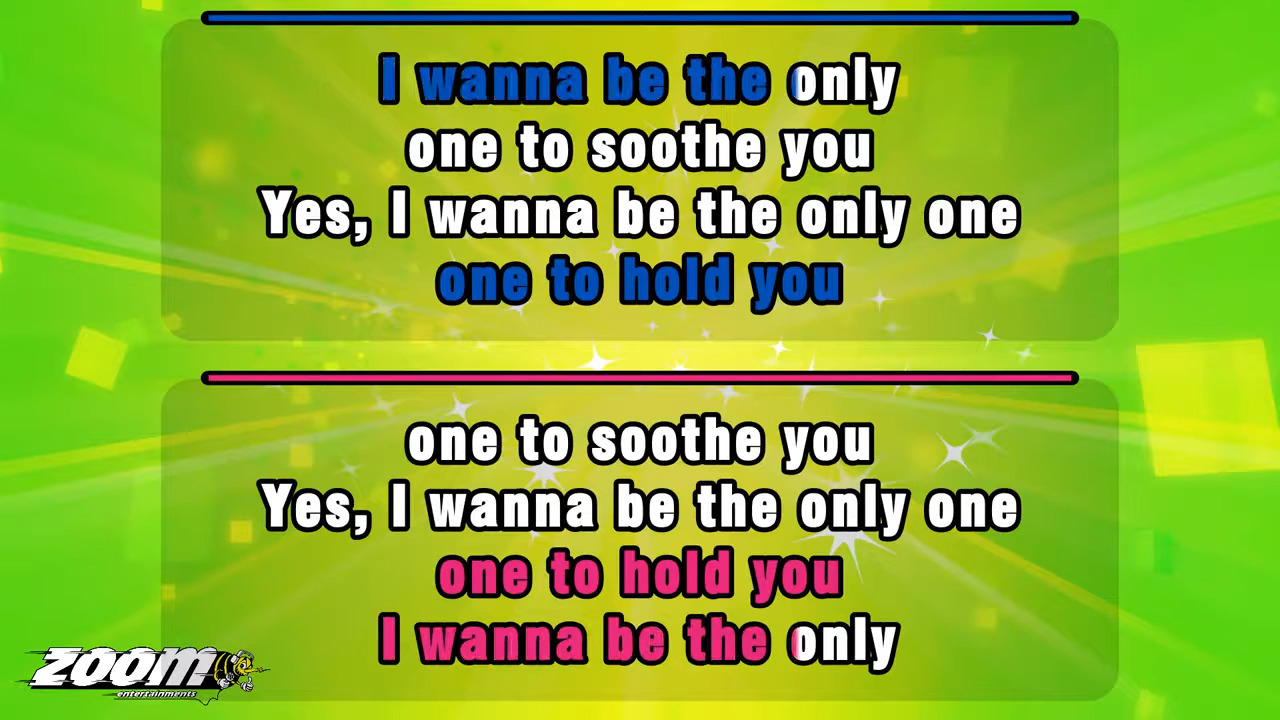 I wanna be the only
one to soothe you
Yes, I wanna be the only one
one to hold you
one to soothe you
Yes, I wanna be the only one
one to hold you
I wanna be the only
ZOOM
entertainments